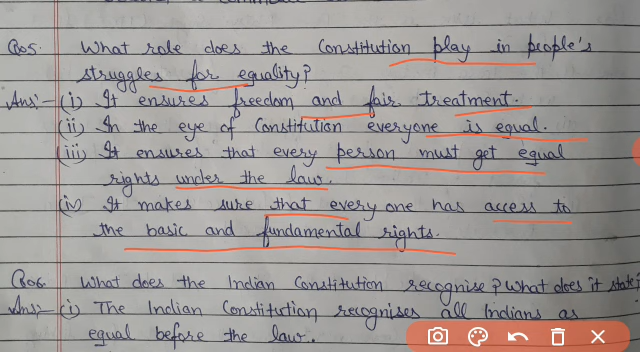 Q05. What role does the Constitution play in people's
struggles for equality?
Ans:- (i) It ensures freedom and fair treatment.
(ii) In the eye of Constitution everyone is equal.
(iii) It ensures that every person must get equal
rights under the law.
(iv) It makes sure that every one has access to
the basic and fundamental rights.
Q06. What does the Indian Constitution recognise? What does it state?
Ans:- (i) The Indian Constitution recognises all Indians as
equal before the law.